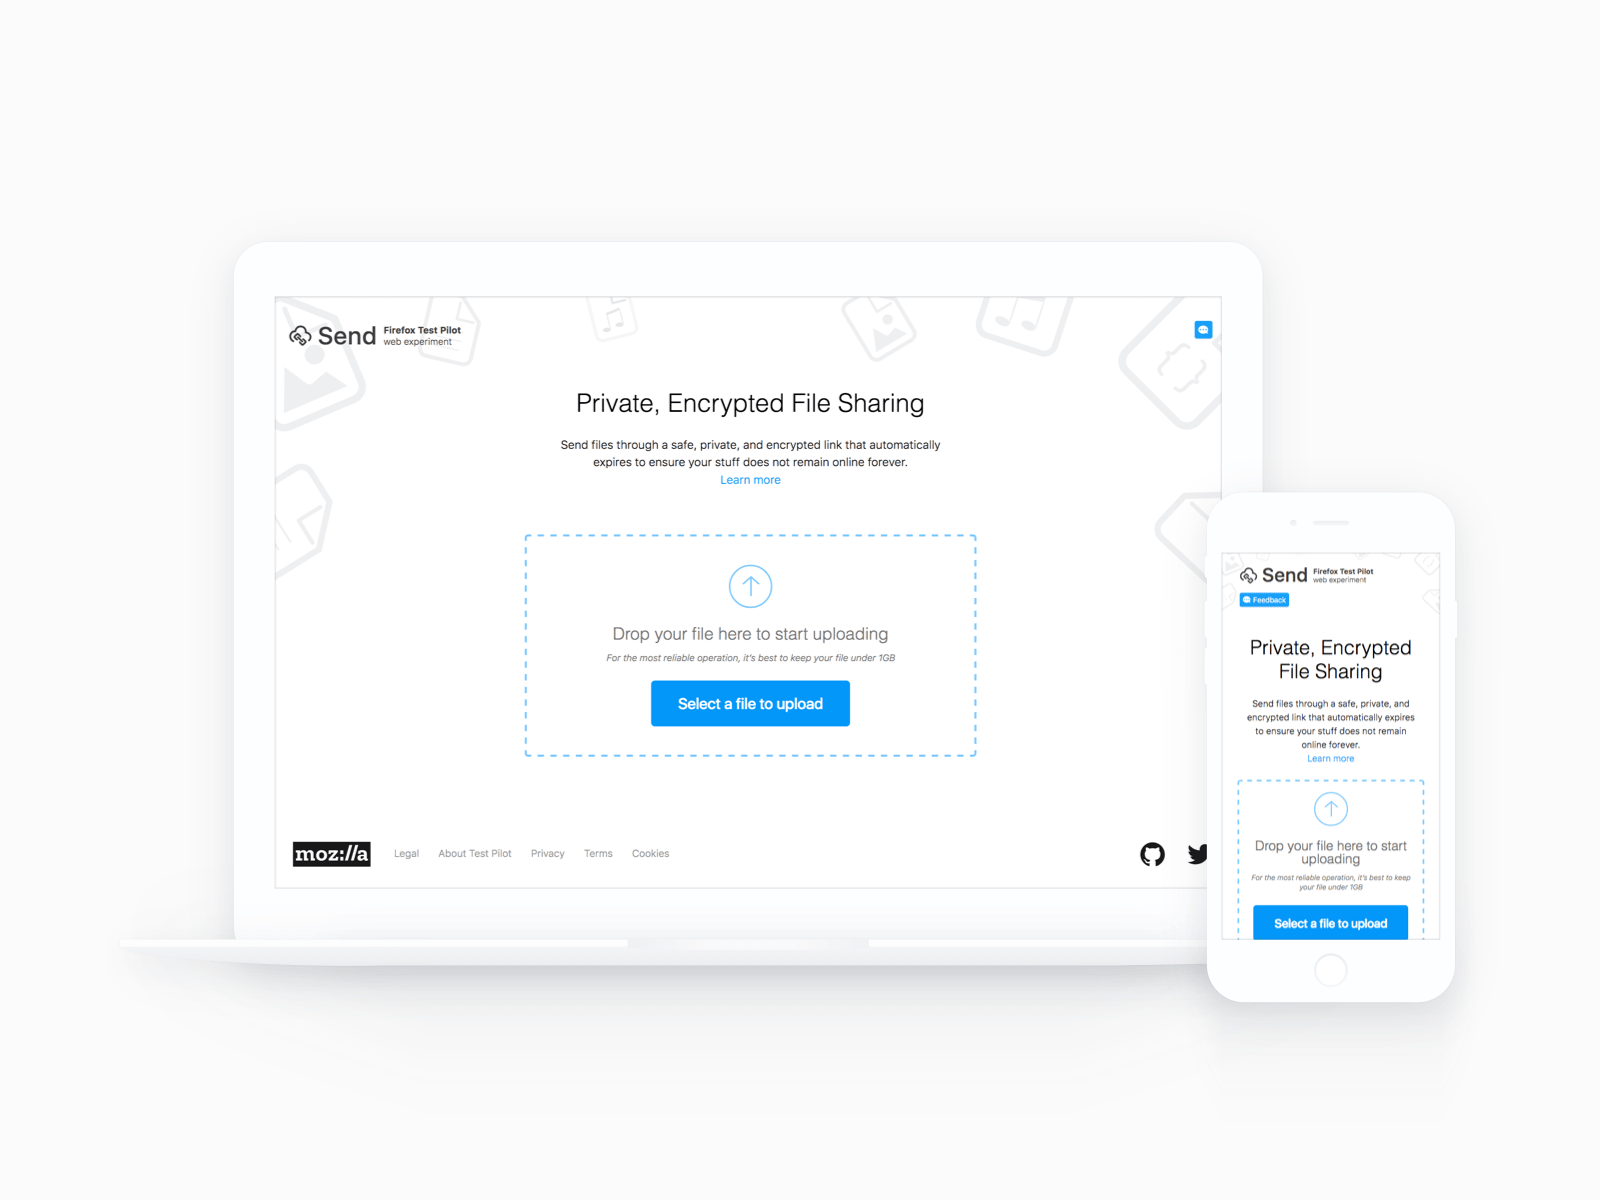 Send
Firefox Test Pilot
web experiment
Private, Encrypted File Sharing
Send files through a safe, private, and encrypted link that automatically
expires to ensure your stuff does not remain online forever.
Learn more
Drop your file here to start uploading
For the most reliable operation, it's best to keep your file under 1GB
Select a file to upload
moz://a
Legal
About Test Pilot
Privacy
Terms
Cookies
Send
Firefox Test Pilot
web experiment
Feedback
Private, Encrypted
File Sharing
Send files through a safe, private, and
encrypted link that automatically expires
to ensure your stuff does not remain
online forever.
Learn more
Drop your file here to start
uploading
For the most reliable operation, it's best to keep
your file under 1GB
Select a file to upload